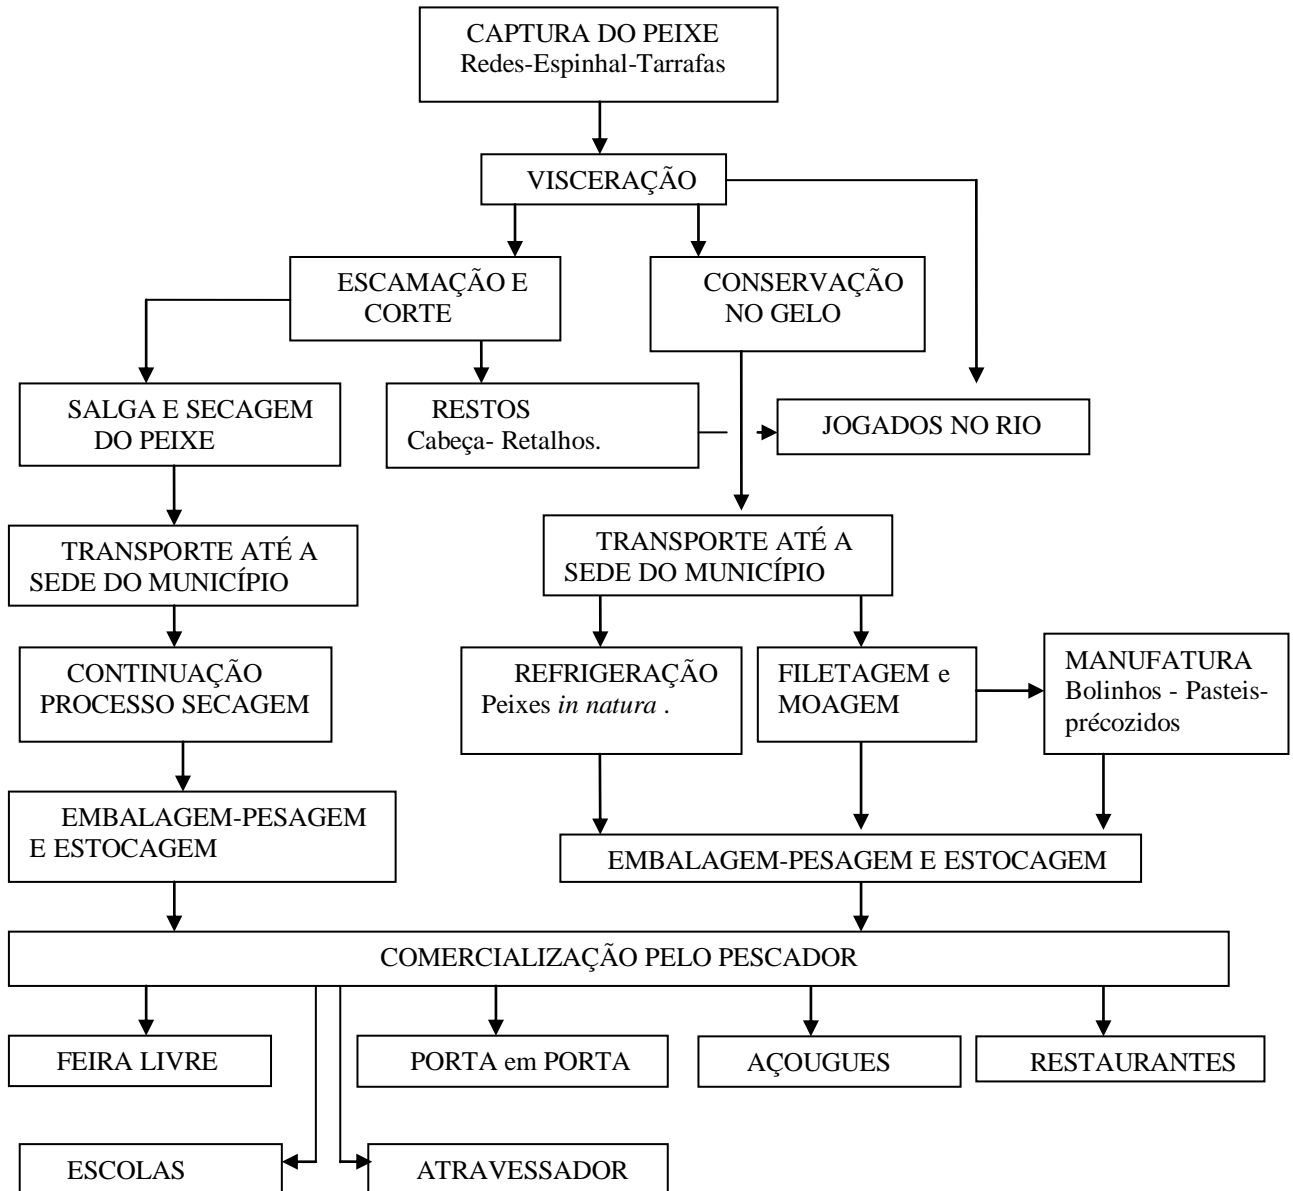 CAPTURA DO PEIXE
Redes-Espinhal-Tarrafas
VISCERAÇÃO
ESCAMAÇÃO E
CORTE
CONSERVAÇÃO
NO GELO
SALGA E SECAGEM
DO PEIXE
RESTOS
Cabeça- Retalhos.
JOGADOS NO RIO
TRANSPORTE ATÉ A
SEDE DO MUNICÍPIO
TRANSPORTE ATÉ A
SEDE DO MUNICÍPIO
CONTINUAÇÃO
PROCESSO SECAGEM
REFRIGERAÇÃO
Peixes in natura .
FILETAGEM e
MOAGEM
MANUFATURA
Bolinhos - Pasteis-
précozidos
EMBALAGEM-PESAGEM
E ESTOCAGEM
EMBALAGEM-PESAGEM E ESTOCAGEM
COMERCIALIZAÇÃO PELO PESCADOR
FEIRA LIVRE
PORTA em PORTA
AÇOUGUES
RESTAURANTES
ESCOLAS
ATRAVESSADOR